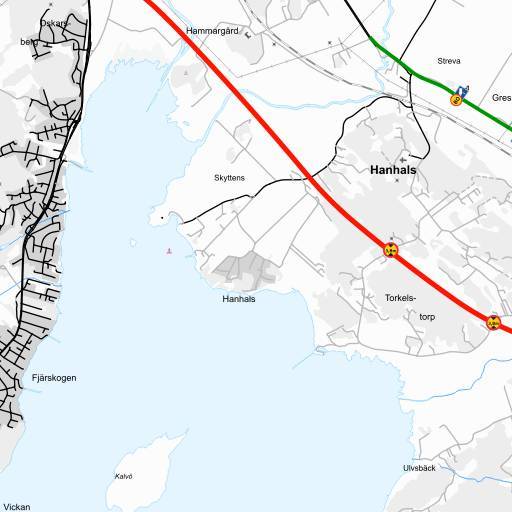 Oskars-
berg
Hammargård
Streva
Gres
Hanhals
Skyttens
Hanhals
Torkels-
torp
Fjärskogen
Kalvö
Ulvsbäck
Vickan